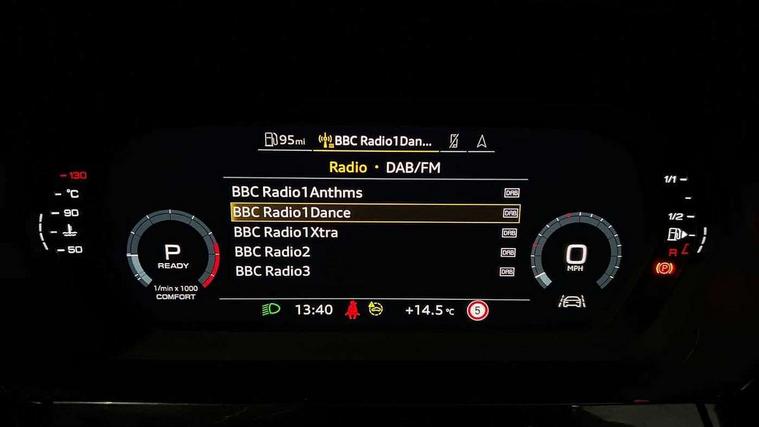 95mi
BBC Radio1Dan...
Radio • DAB/FM
BBC Radio1Anthms DAB
BBC Radio1Dance DAB
BBC Radio1Xtra DAB
BBC Radio2 DAB
BBC Radio3 DAB
130
°C
90
50
P
READY
1/min x 1000
COMFORT
0
MPH
1/1
1/2
R
(P)
13:40
+14.5 °C
5